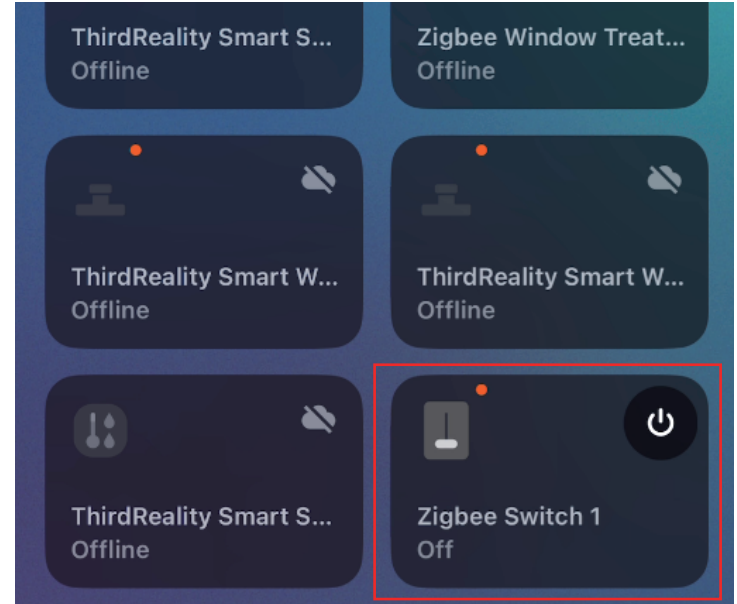 ThirdReality Smart S...
Offline
Zigbee Window Treat...
Offline
ThirdReality Smart W...
Offline
ThirdReality Smart W...
Offline
ThirdReality Smart S...
Offline
Zigbee Switch 1
Off